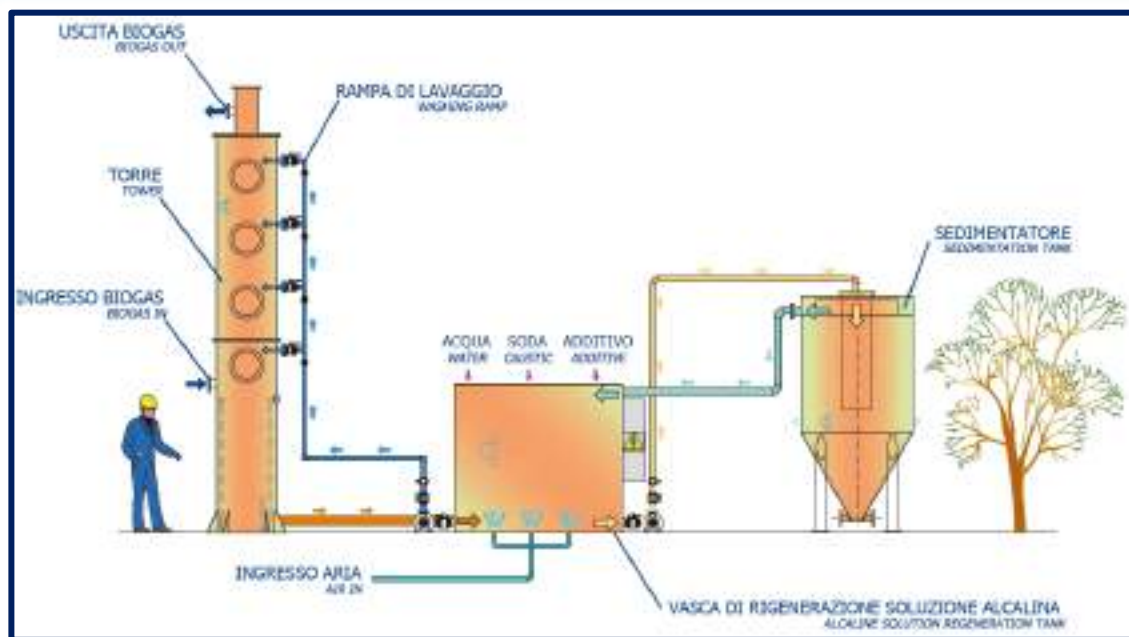 USCITA BIOGAS
BIOGAS OUT
RAMPA DI LAVAGGIO
WASHING RAMP
TORRE
TOWER
SEDIMENTATORE
SEDIMENTATION TANK
INGRESSO BIOGAS
BIOGAS IN
ACQUA
WATER
SODA
CAUSTIC
ADDITIVO
ADDITIVE
INGRESSO ARIA
AIR IN
VASCA DI RIGENERAZIONE SOLUZIONE ALCALINA
ALCALINE SOLUTION REGENERATION TANK